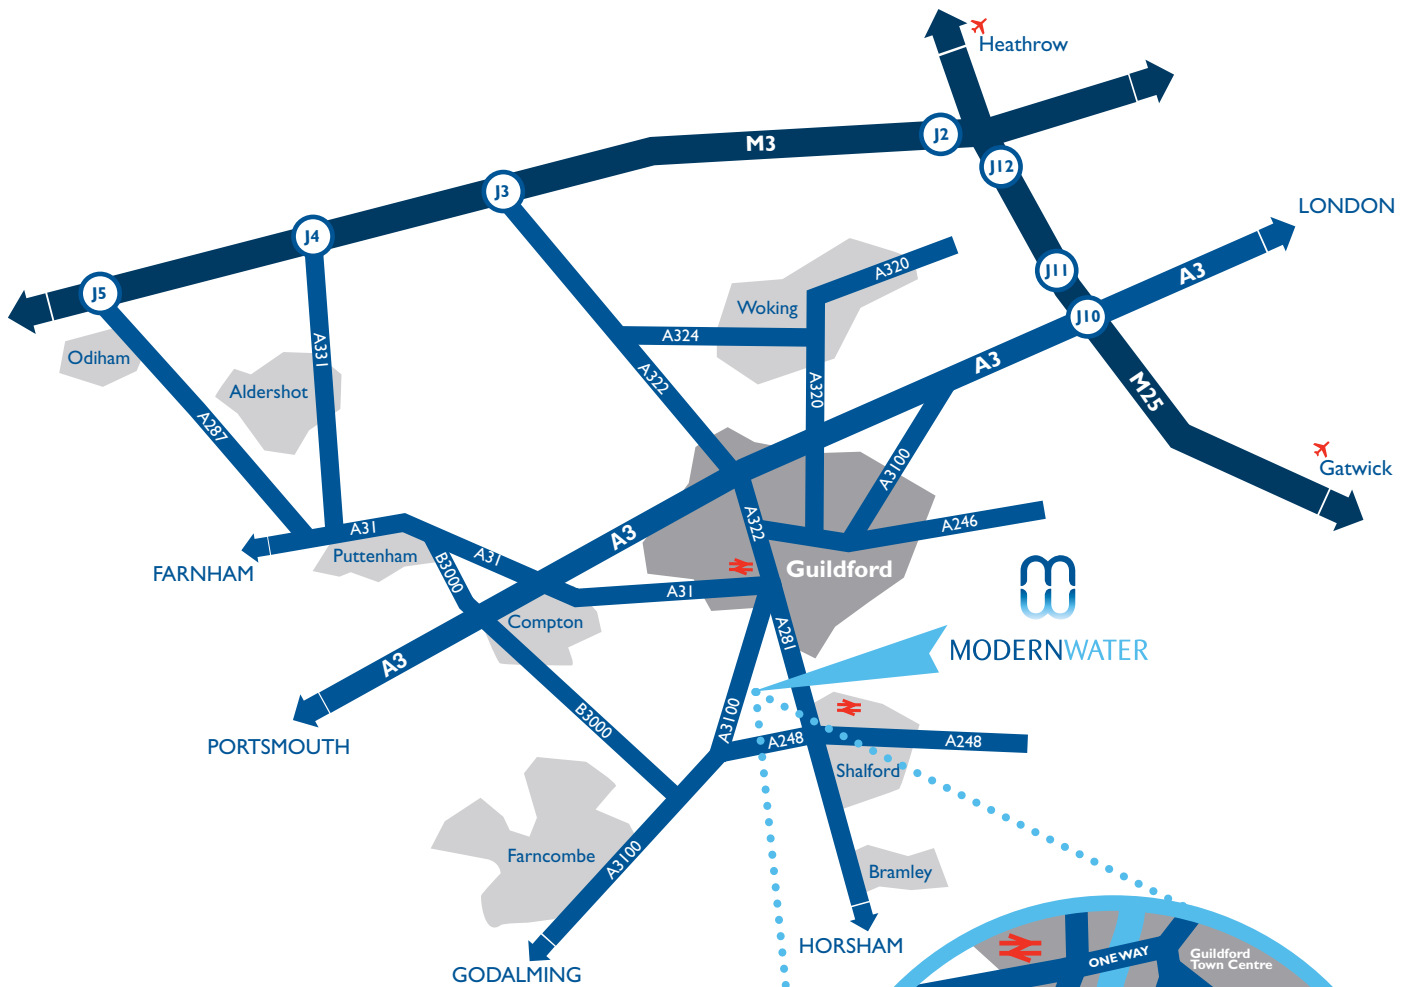 Heathrow
M3
J2
J12
J3
LONDON
J4
A320
J11
A3
J5
Woking
J10
A324
A331
Odiham
A322
A3
Aldershot
A320
M25
A287
A3100
Gatwick
A31
A322
A246
A3
Puttenham
A31
FARNHAM
B3000
Guildford
A31
Compton
A281
MODERNWATER
A3
B3000
A3100
A248
A248
PORTSMOUTH
Shalford
Farncombe
A3100
Bramley
HORSHAM
GODALMING
ONE WAY
Guildford
Town Centre